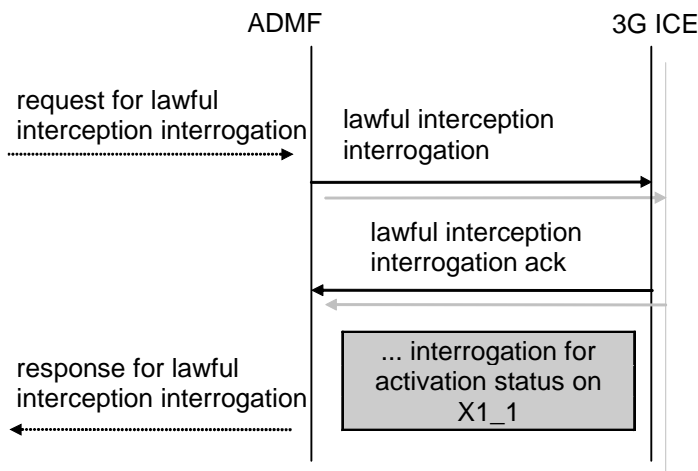 ADMF
3G ICE
request for lawful
interception interrogation
lawful interception
interrogation
lawful interception
interrogation ack
... interrogation for
activation status on
X1_1
response for lawful
interception interrogation